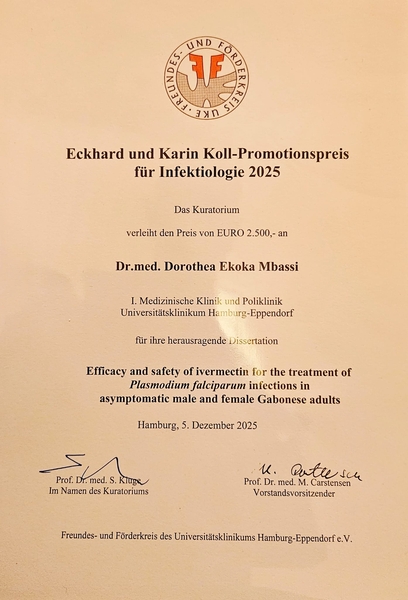 FREUNDES- UND FÖRDERKREIS UKE ·
FF
Eckhard und Karin Koll-Promotionspreis
für Infektiologie 2025
Das Kuratorium
verleiht den Preis von EURO 2.500,- an
Dr.med. Dorothea Ekoka Mbassi
I. Medizinische Klinik und Poliklinik
Universitätsklinikum Hamburg-Eppendorf
für ihre herausragende Dissertation
Efficacy and safety of ivermectin for the treatment of
Plasmodium falciparum infections in
asymptomatic male and female Gabonese adults
Hamburg, 5. Dezember 2025
Prof. Dr. med. S. Kluge
Im Namen des Kuratoriums
Prof. Dr. med. M. Carstensen
Vorstandsvorsitzender
Freundes- und Förderkreis des Universitätsklinikums Hamburg-Eppendorf e.V.